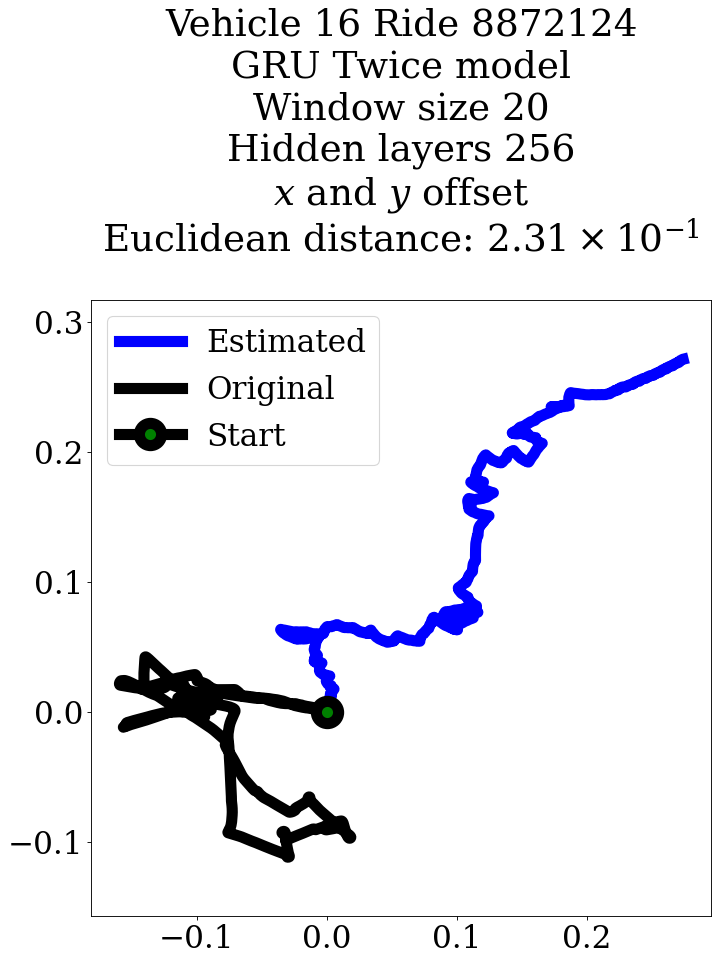 Vehicle 16 Ride 8872124
GRU Twice model
Window size 20
Hidden layers 256
x and y offset
Euclidean distance: 2.31 × 10⁻¹
Estimated
Original
Start
0.3
0.2
0.1
0.0
−0.1
−0.1 0.0 0.1 0.2